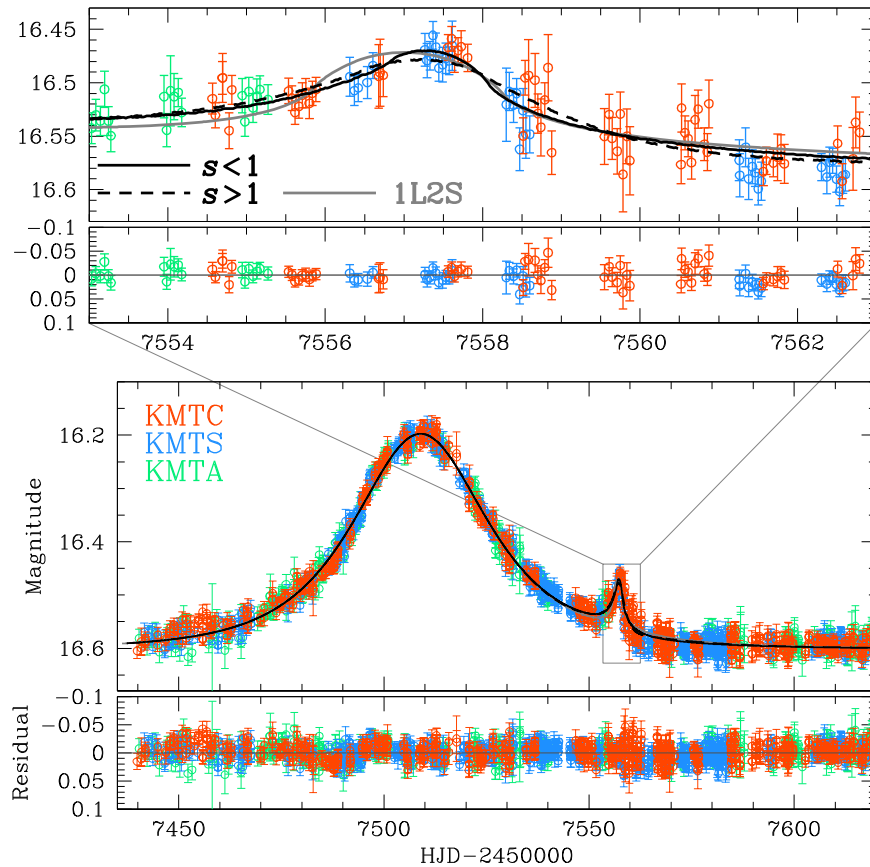 16.45
16.5
16.55
16.6
s<1
s>1
1L2S
-0.1
-0.05
0
0.05
0.1
7554
7556
7558
7560
7562
KMTC
KMTS
KMTA
16.2
16.4
16.6
Magnitude
-0.1
-0.05
0
0.05
0.1
Residual
7450
7500
7550
7600
HJD-2450000